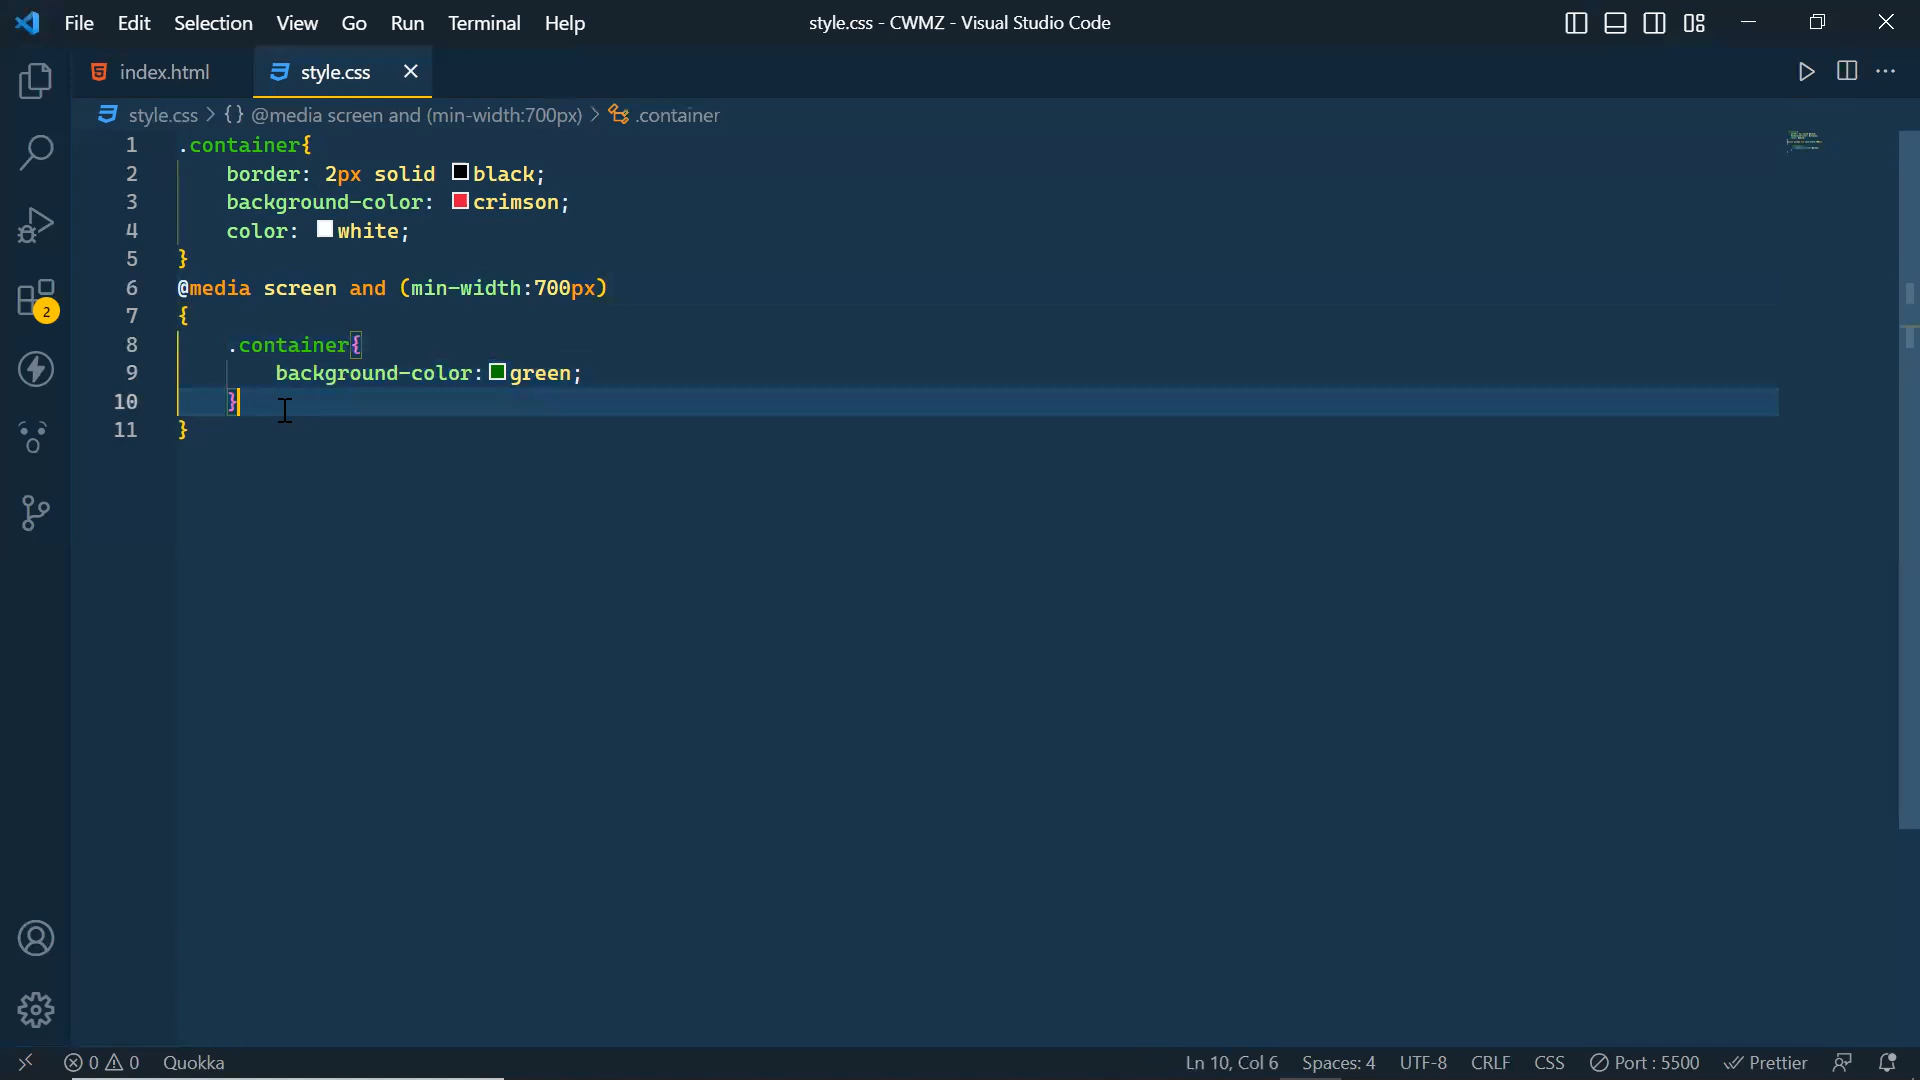 File Edit Selection View Go Run Terminal Help style.css - CWMZ - Visual Studio Code
index.html style.css
style.css > {} @media screen and (min-width:700px) > .container
1 .container{
2 border: 2px solid black;
3 background-color: crimson;
4 color: white;
5 }
6 @media screen and (min-width:700px)
7 {
8 .container{
9 background-color:green;
10 }
11 }
2
0 0 Quokka Ln 10, Col 6 Spaces: 4 UTF-8 CRLF CSS Port : 5500 Prettier